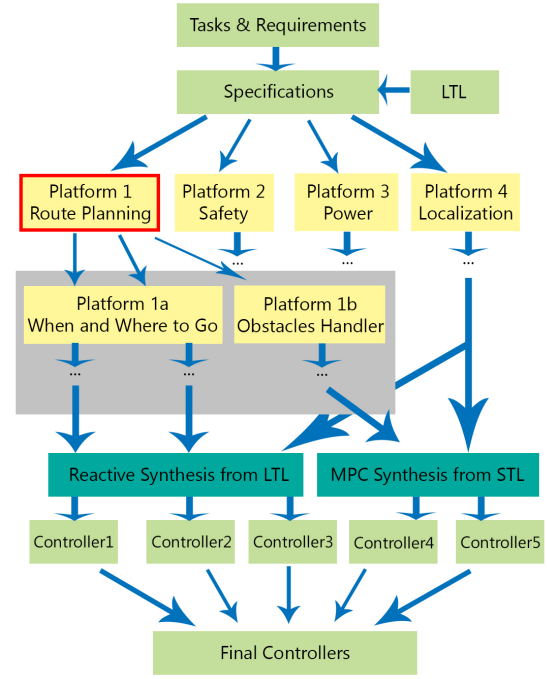 Tasks & Requirements
Specifications
LTL
Platform 1
Route Planning
Platform 2
Safety
Platform 3
Power
Platform 4
Localization
...
...
...
Platform 1a
When and Where to Go
Platform 1b
Obstacles Handler
...
...
...
Reactive Synthesis from LTL
MPC Synthesis from STL
Controller1
Controller2
Controller3
Controller4
Controller5
Final Controllers